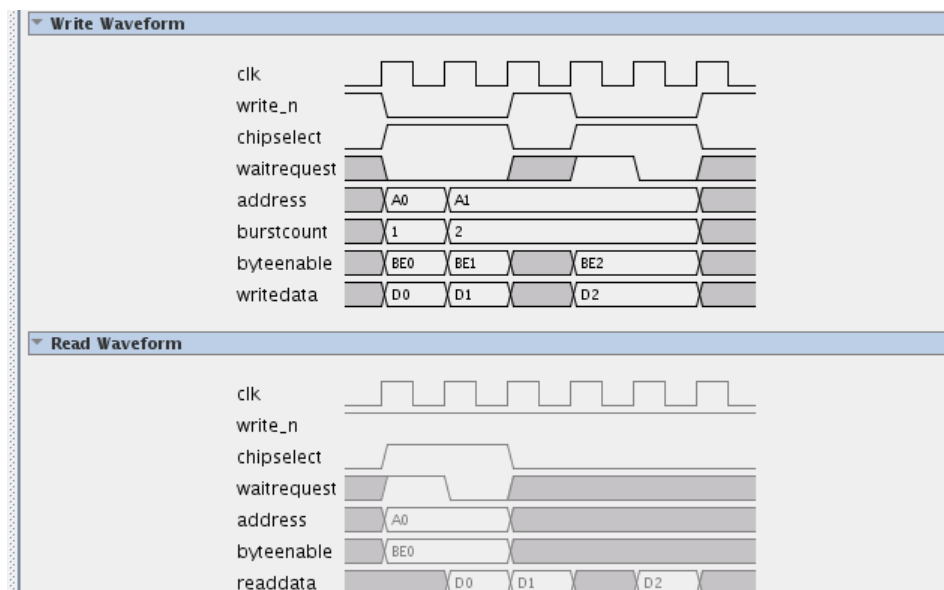 Write Waveform
clk
write_n
chipselect
waitrequest
address A0 A1
burstcount 1 2
byteenable BE0 BE1 BE2
writedata D0 D1 D2
Read Waveform
clk
write_n
chipselect
waitrequest
address A0
byteenable BE0
readdata D0 D1 D2